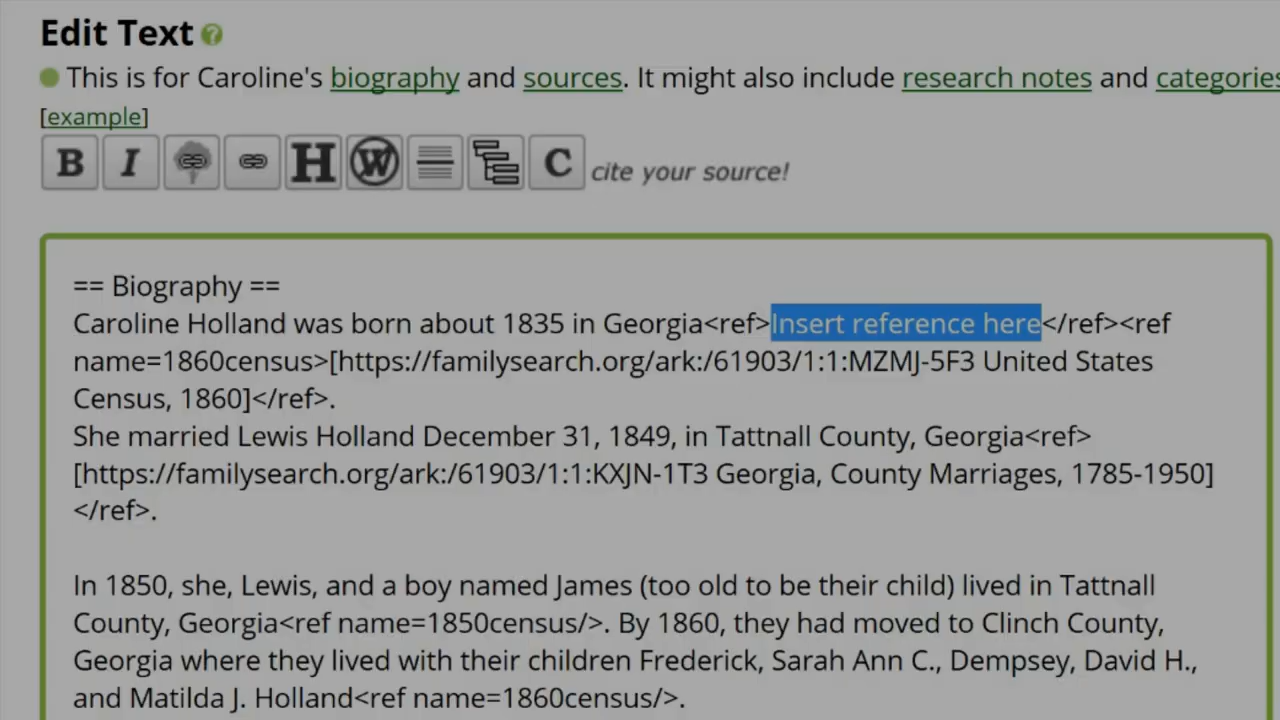 Edit Text ?
This is for Caroline's biography and sources. It might also include research notes and categories
[example]
B I H W C cite your source!
== Biography ==
Caroline Holland was born about 1835 in Georgia<ref>Insert reference here</ref><ref
name=1860census>[https://familysearch.org/ark:/61903/1:1:MZMJ-5F3 United States
Census, 1860]</ref>.
She married Lewis Holland December 31, 1849, in Tattnall County, Georgia<ref>
[https://familysearch.org/ark:/61903/1:1:KXJN-1T3 Georgia, County Marriages, 1785-1950]
</ref>.
In 1850, she, Lewis, and a boy named James (too old to be their child) lived in Tattnall
County, Georgia<ref name=1850census/>. By 1860, they had moved to Clinch County,
Georgia where they lived with their children Frederick, Sarah Ann C., Dempsey, David H.,
and Matilda J. Holland<ref name=1860census/>.